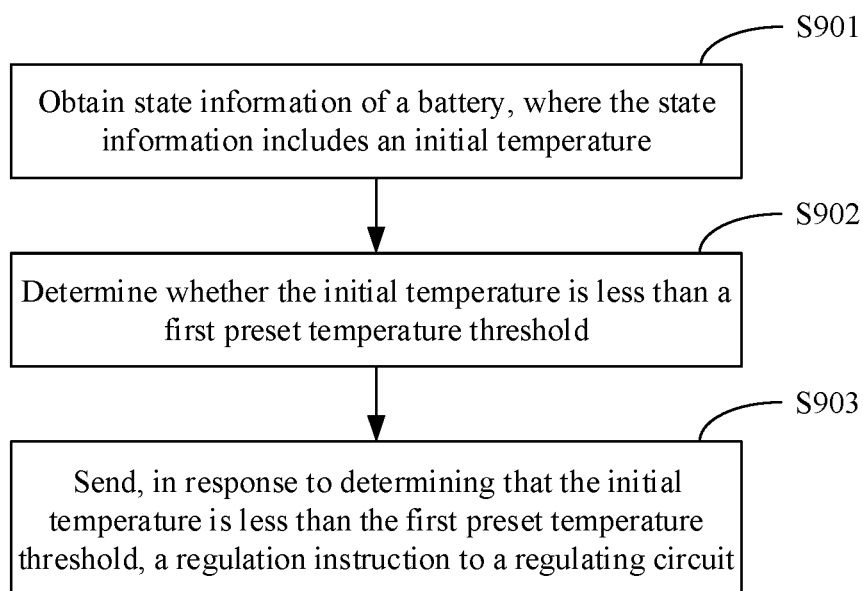 S901
Obtain state information of a battery, where the state
information includes an initial temperature
S902
Determine whether the initial temperature is less than a
first preset temperature threshold
S903
Send, in response to determining that the initial
temperature is less than the first preset temperature
threshold, a regulation instruction to a regulating circuit